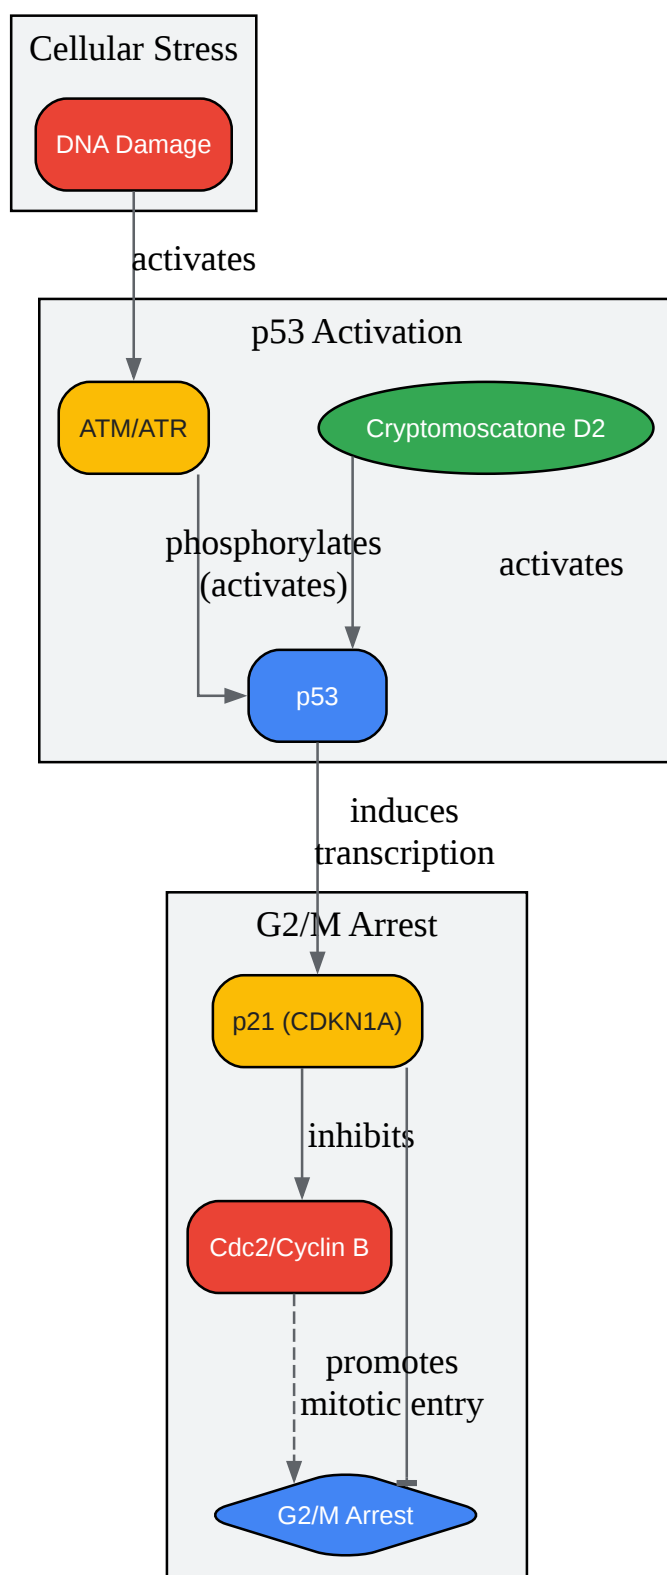 Cellular Stress
DNA Damage
activates
p53 Activation
ATM/ATR
Cryptomoscatone D2
phosphorylates
(activates)
activates
p53
induces
transcription
G2/M Arrest
p21 (CDKN1A)
inhibits
Cdc2/Cyclin B
promotes
mitotic entry
G2/M Arrest